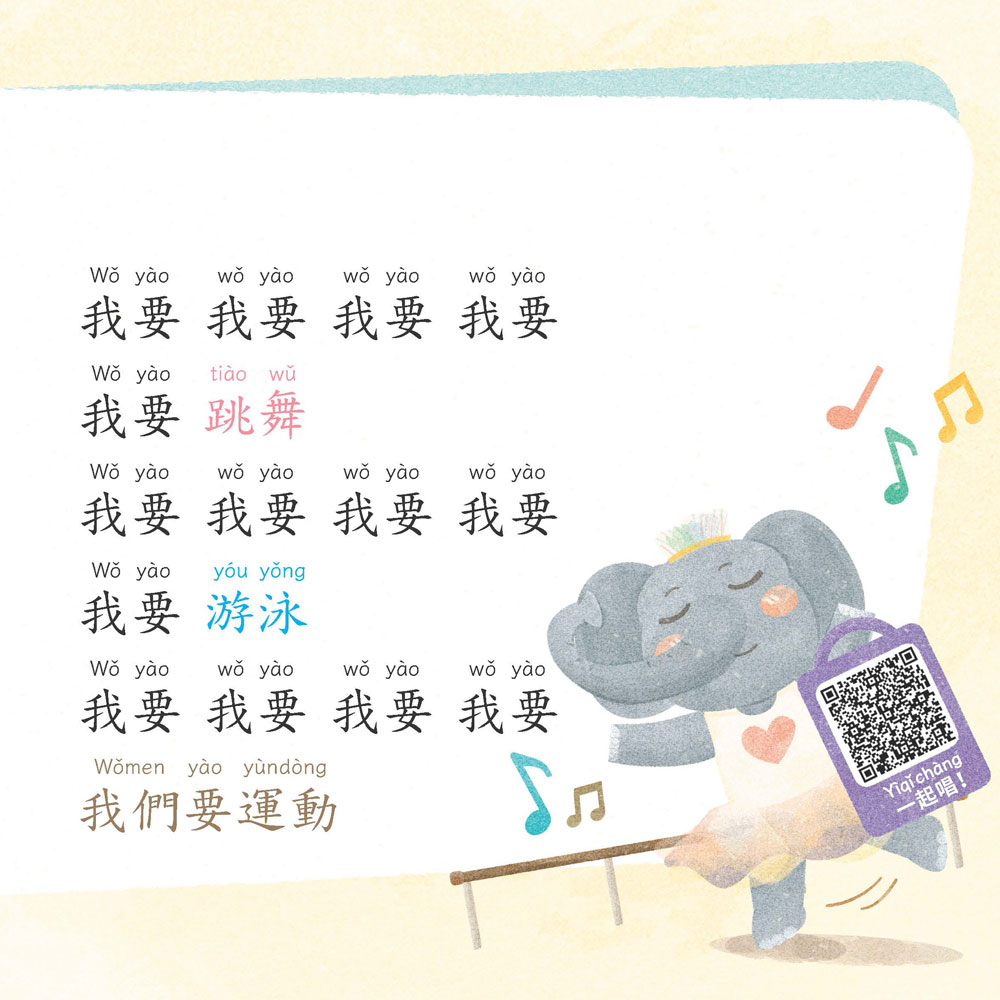 Wǒ yào wǒ yào wǒ yào wǒ yào
我要 我要 我要 我要
Wǒ yào tiào wǔ
我要 跳舞
Wǒ yào wǒ yào wǒ yào wǒ yào
我要 我要 我要 我要
Wǒ yào yóu yǒng
我要 游泳
Wǒ yào wǒ yào wǒ yào wǒ yào
我要 我要 我要 我要
Wǒmen yào yùndòng
我們要運動
Yìqǐ chàng
一起唱!